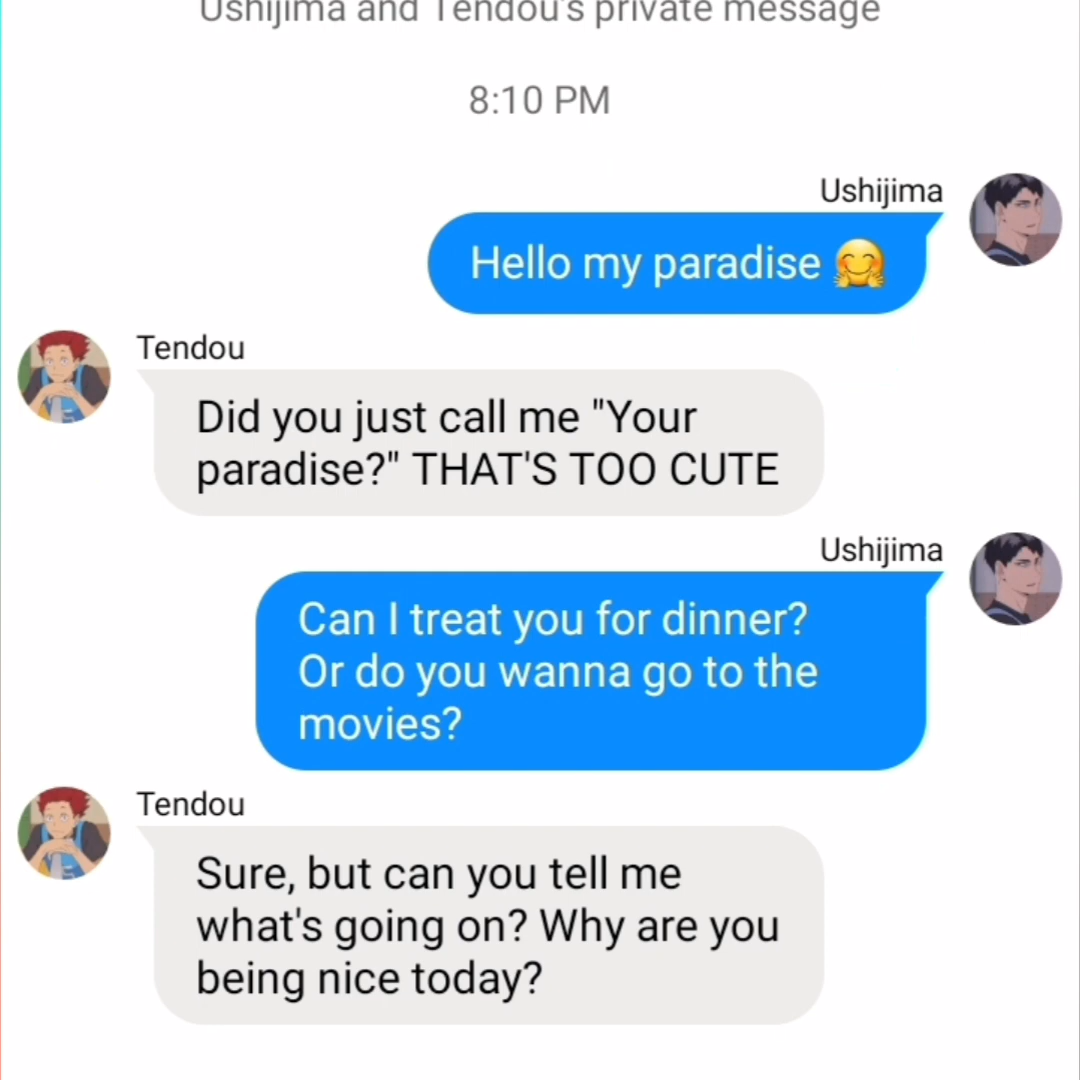 Ushijima and Tendou's private message
8:10 PM
Ushijima
Hello my paradise 🤗
Tendou
Did you just call me "Your
paradise?" THAT'S TOO CUTE
Ushijima
Can I treat you for dinner?
Or do you wanna go to the
movies?
Tendou
Sure, but can you tell me
what's going on? Why are you
being nice today?